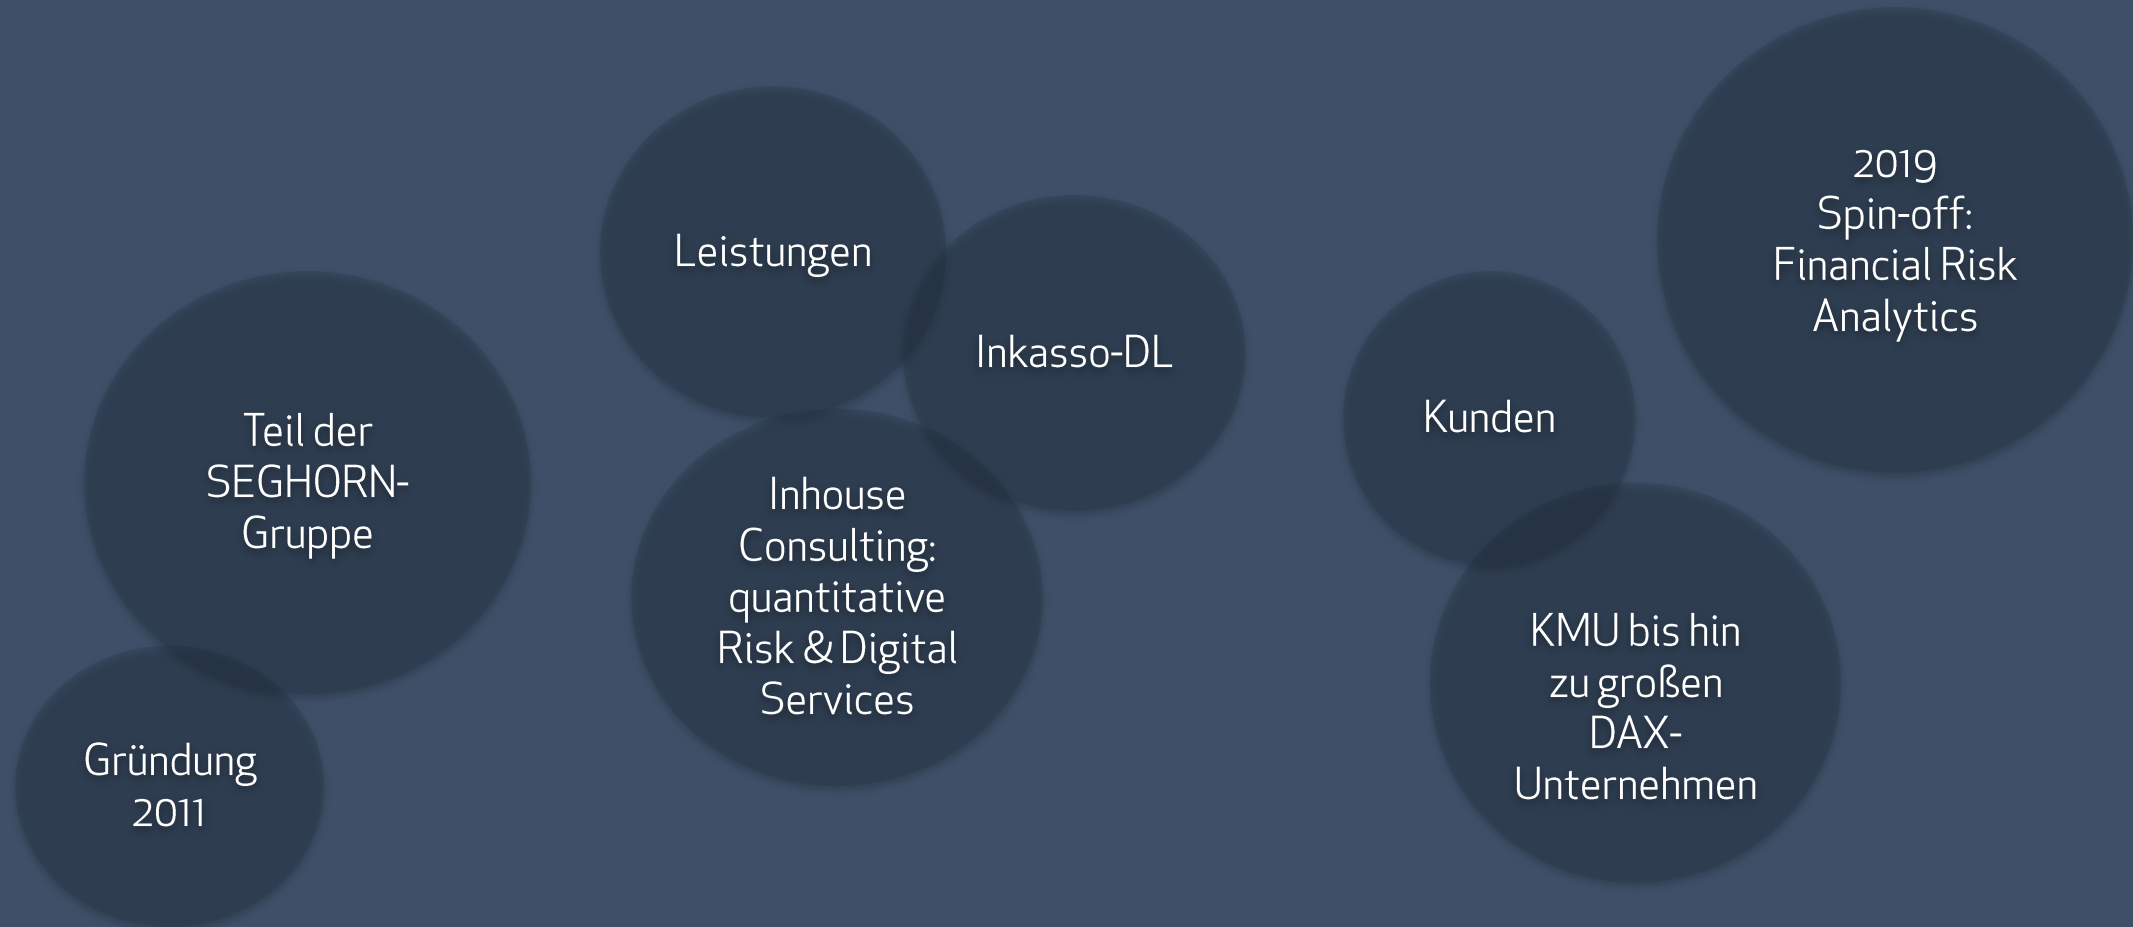 Gründung
2011
Teil der
SEGHORN-
Gruppe
Leistungen
Inkasso-DL
Inhouse
Consulting:
quantitative
Risk & Digital
Services
Kunden
KMU bis hin
zu großen
DAX-
Unternehmen
2019
Spin-off:
Financial Risk
Analytics